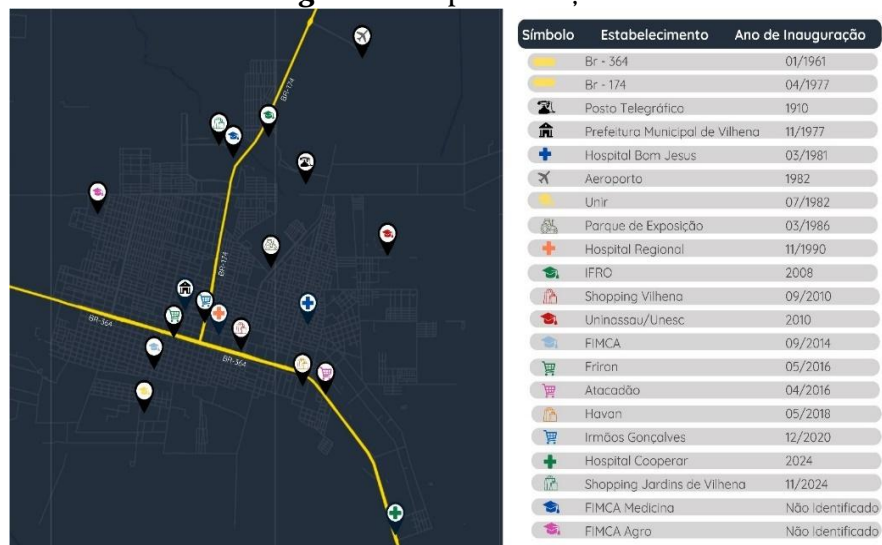 BR-174
BR-174
BR-364
BR-364
Símbolo Estabelecimento Ano de Inauguração
Br - 364 01/1961
Br - 174 04/1977
Posto Telegráfico 1910
Prefeitura Municipal de Vilhena 11/1977
Hospital Bom Jesus 03/1981
Aeroporto 1982
Unir 07/1982
Parque de Exposição 03/1986
Hospital Regional 11/1990
IFRO 2008
Shopping Vilhena 09/2010
Uninassau/Unesc 2010
FIMCA 09/2014
Friron 05/2016
Atacadão 04/2016
Havan 05/2018
Irmãos Gonçalves 12/2020
Hospital Cooperar 2024
Shopping Jardins de Vilhena 11/2024
FIMCA Medicina Não Identificado
FIMCA Agro Não Identificado